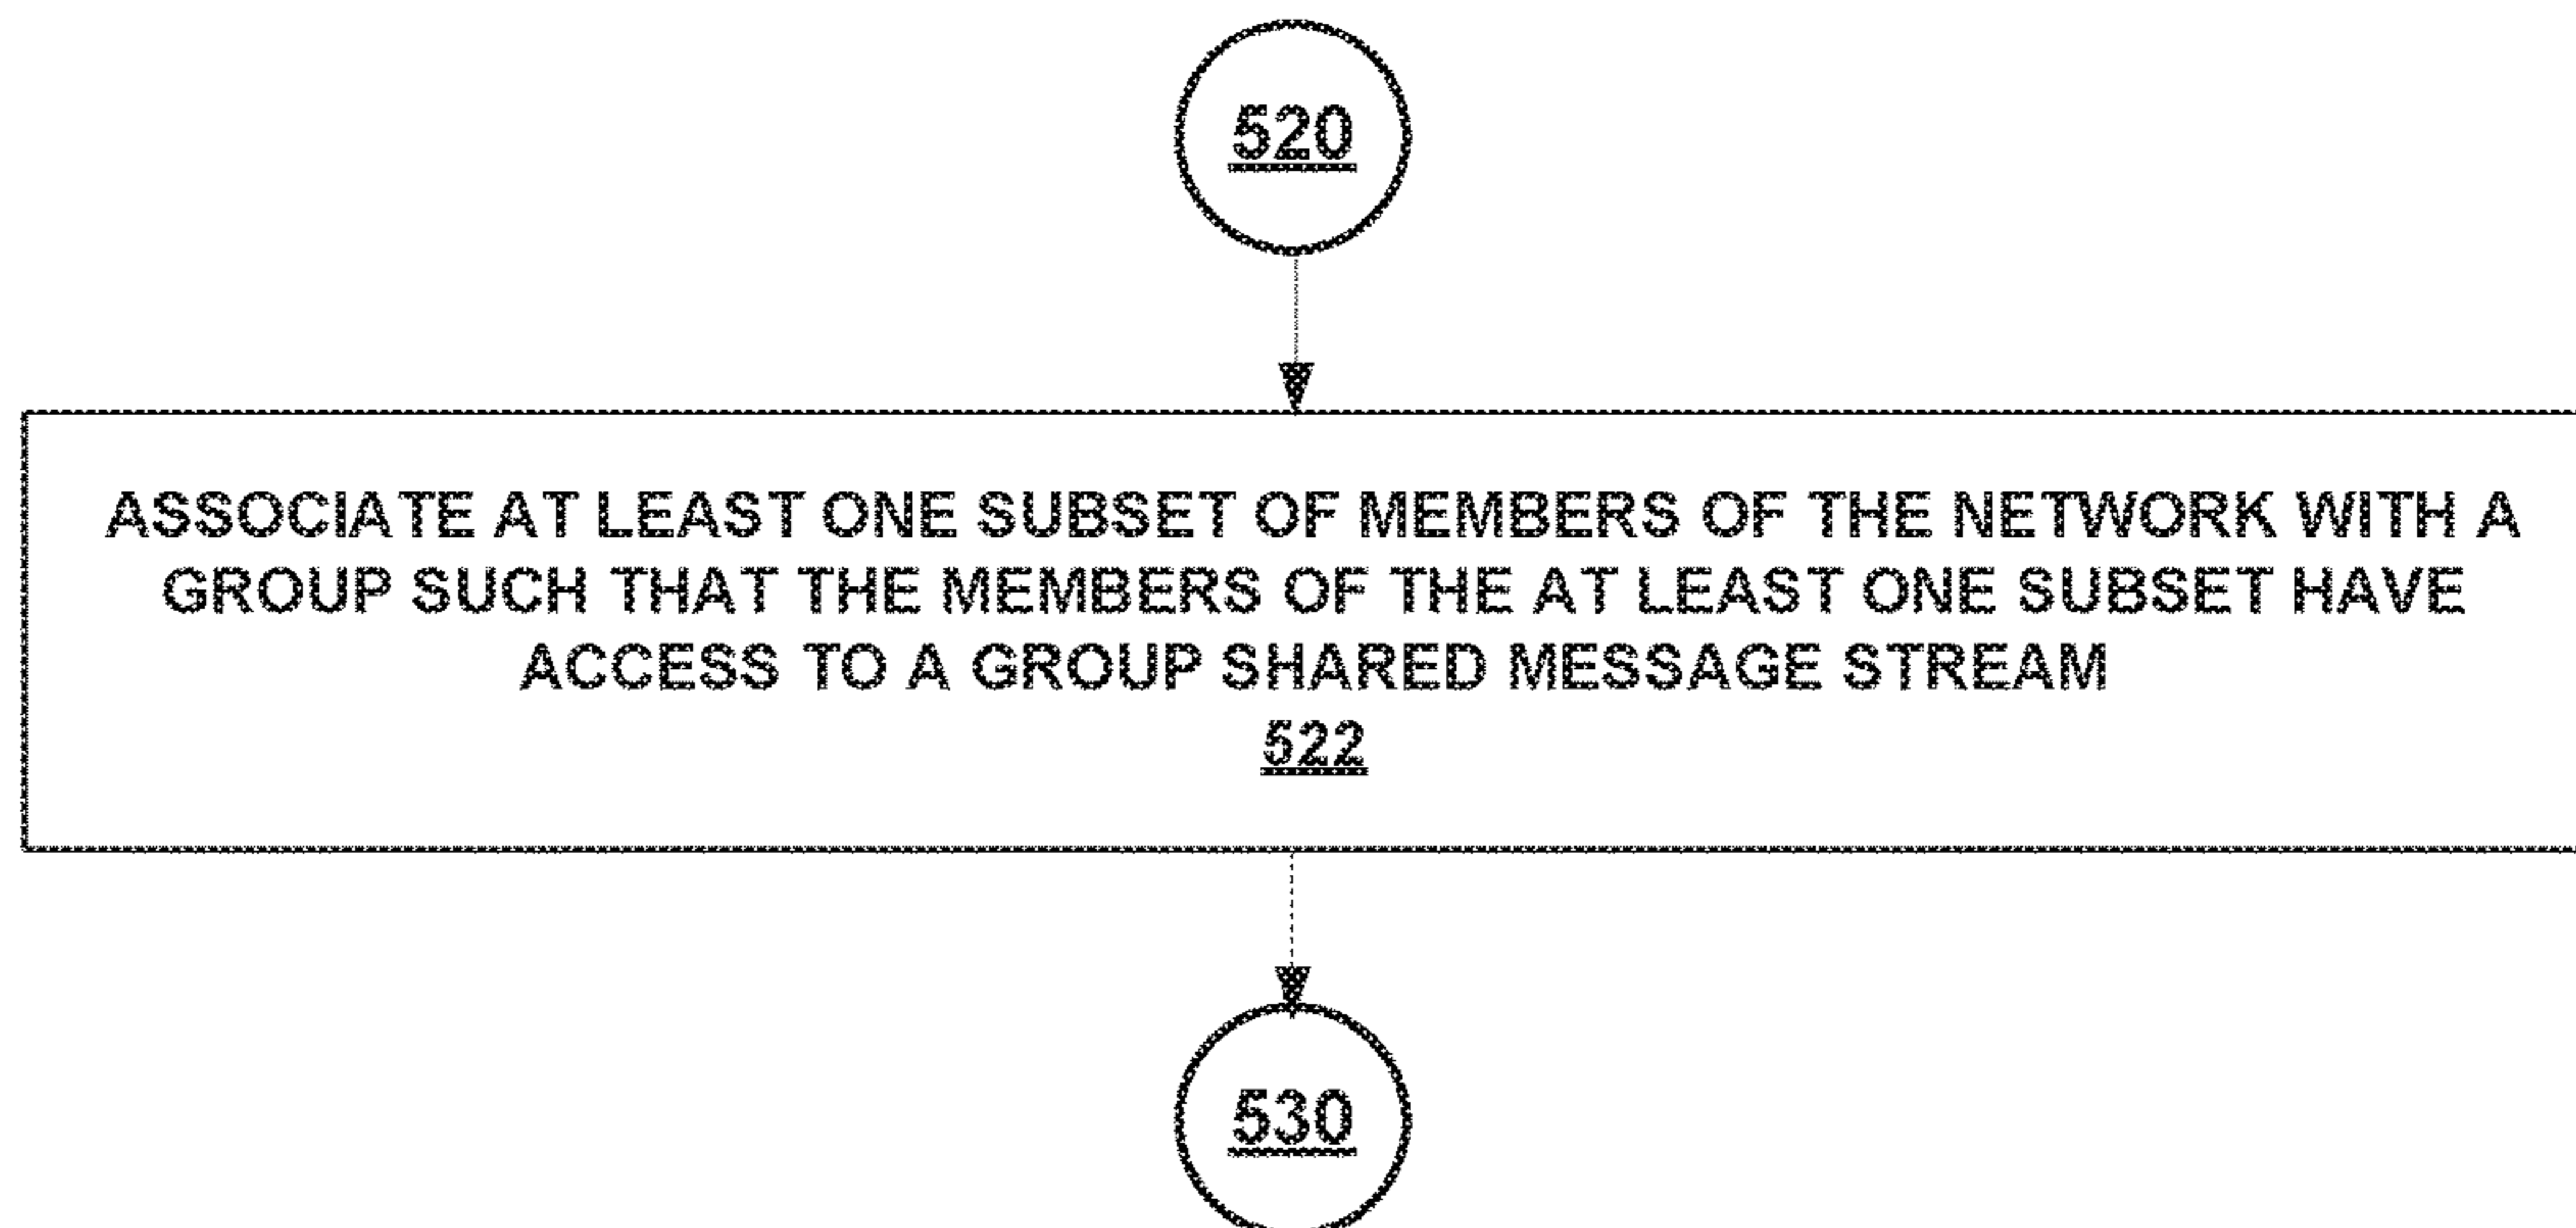 520
ASSOCIATE AT LEAST ONE SUBSET OF MEMBERS OF THE NETWORK WITH A
GROUP SUCH THAT THE MEMBERS OF THE AT LEAST ONE SUBSET HAVE
ACCESS TO A GROUP SHARED MESSAGE STREAM
522
530